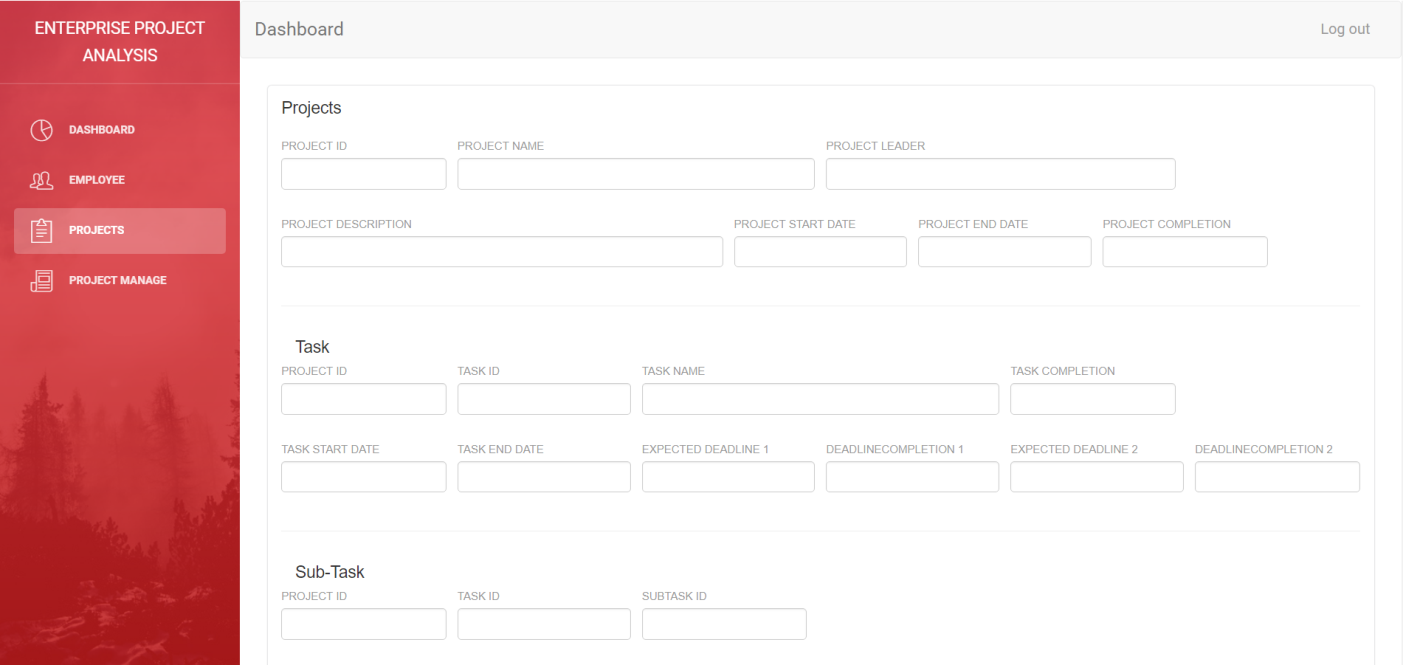 ENTERPRISE PROJECT
ANALYSIS
DASHBOARD
EMPLOYEE
PROJECTS
PROJECT MANAGE
Dashboard
Log out
Projects
PROJECT ID PROJECT NAME PROJECT LEADER
PROJECT DESCRIPTION PROJECT START DATE PROJECT END DATE PROJECT COMPLETION
Task
PROJECT ID TASK ID TASK NAME TASK COMPLETION
TASK START DATE TASK END DATE EXPECTED DEADLINE 1 DEADLINECOMPLETION 1 EXPECTED DEADLINE 2 DEADLINECOMPLETION 2
Sub-Task
PROJECT ID TASK ID SUBTASK ID